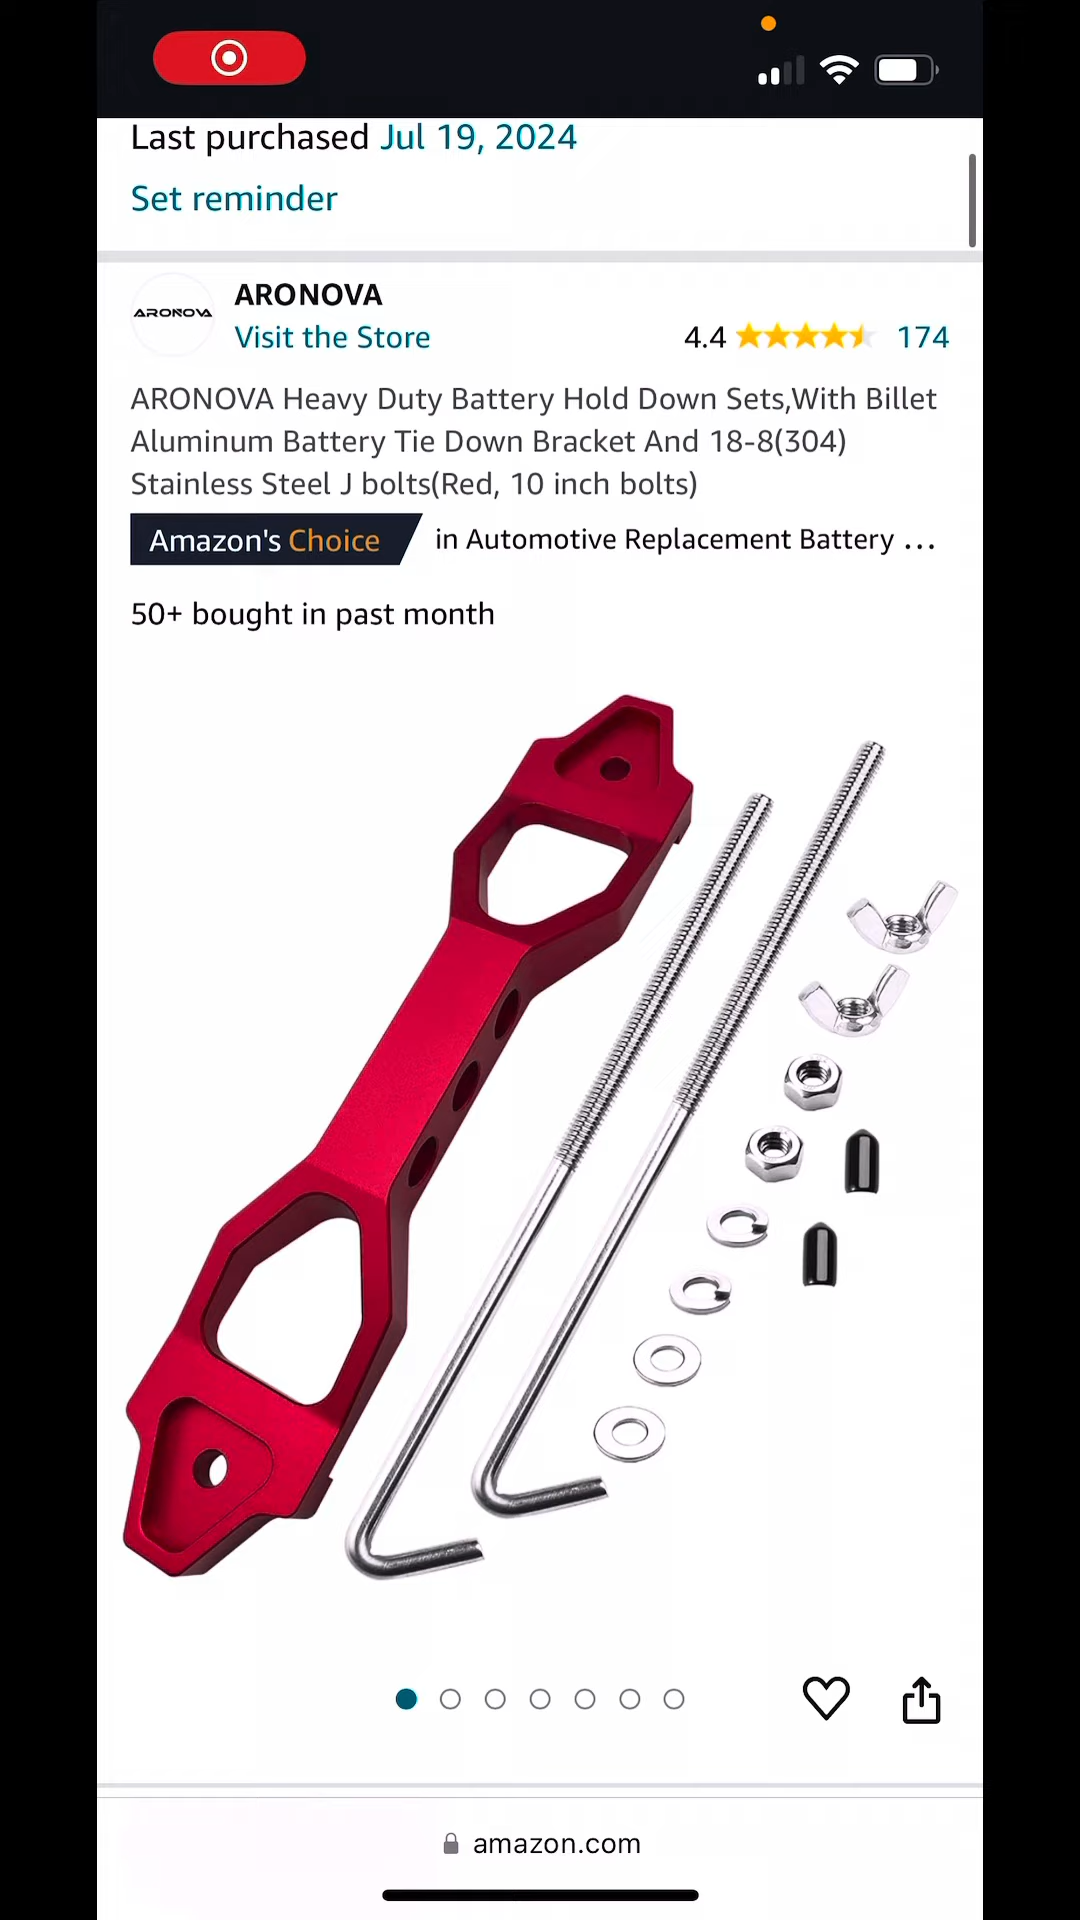 Last purchased Jul 19, 2024
Set reminder
ARONOVA
ARONOVA
Visit the Store
4.4 174
ARONOVA Heavy Duty Battery Hold Down Sets,With Billet
Aluminum Battery Tie Down Bracket And 18-8(304)
Stainless Steel J bolts(Red, 10 inch bolts)
Amazon's Choice in Automotive Replacement Battery ...
50+ bought in past month
amazon.com